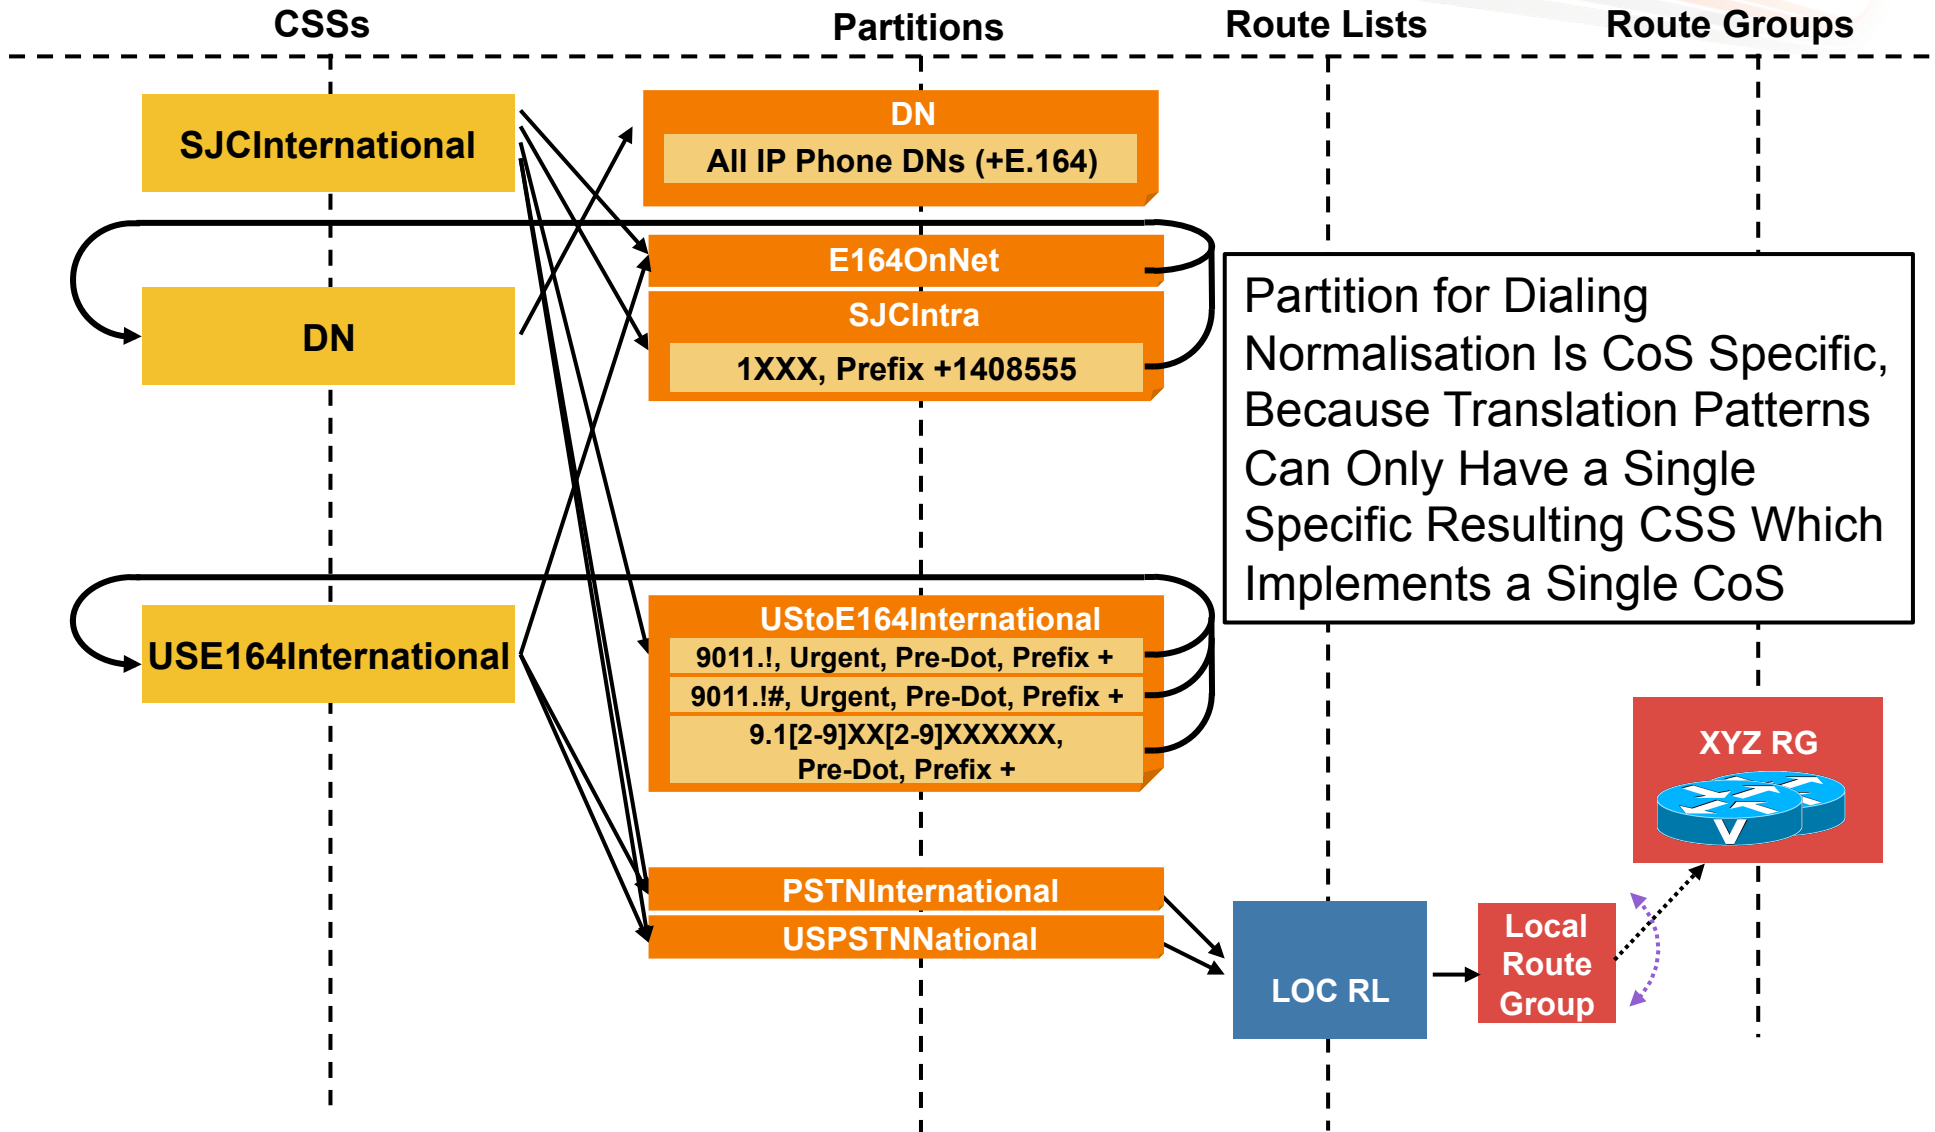 CSSs
Partitions
Route Lists
Route Groups
SJCInternational
DN
USE164International
DN
All IP Phone DNs (+E.164)
E164OnNet
SJCIntra
1XXX, Prefix +1408555
UStoE164International
9011.!, Urgent, Pre-Dot, Prefix +
9011.!#, Urgent, Pre-Dot, Prefix +
9.1[2-9]XX[2-9]XXXXXX,
Pre-Dot, Prefix +
PSTNInternational
USPSTNNational
Partition for Dialing
Normalisation Is CoS Specific,
Because Translation Patterns
Can Only Have a Single
Specific Resulting CSS Which
Implements a Single CoS
LOC RL
Local
Route
Group
XYZ RG
V